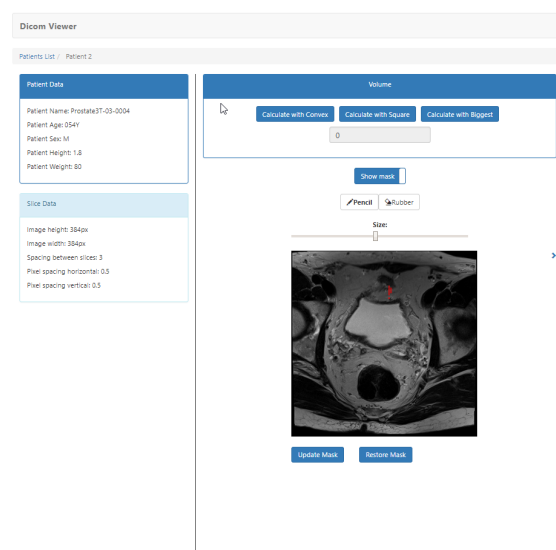 Dicom Viewer
Patients List / Patient 2
Patient Data
Patient Name: Prostate3T-03-0004
Patient Age: 054Y
Patient Sex: M
Patient Height: 1.8
Patient Weight: 80
Slice Data
Image height: 384px
Image width: 384px
Spacing between slices: 3
Pixel spacing horizontal: 0.5
Pixel spacing vertical: 0.5
Volume
Calculate with Convex Calculate with Square Calculate with Biggest
0
Show mask
Pencil Rubber
Size:
Update Mask Restore Mask